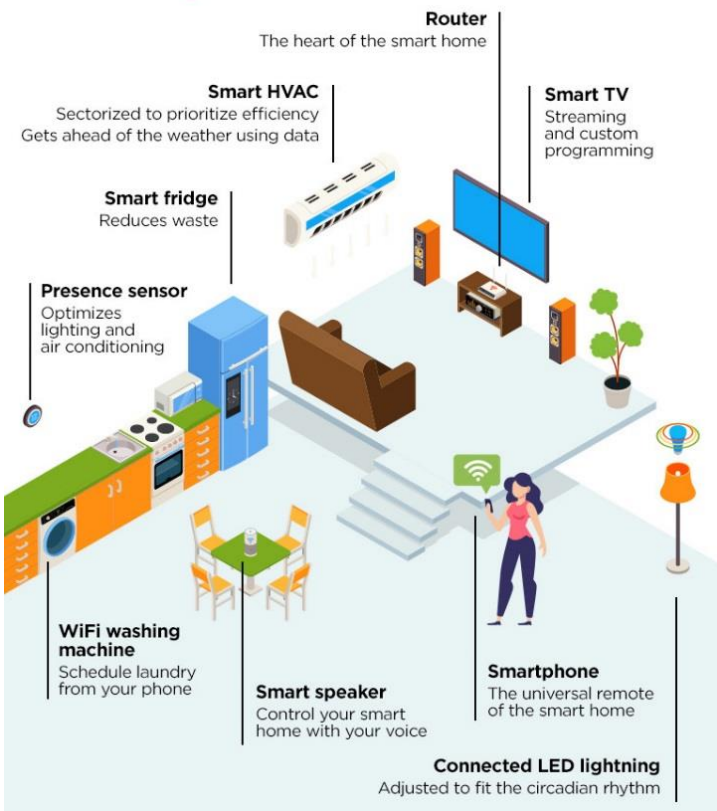 Router
The heart of the smart home
Smart HVAC
Sectorized to prioritize efficiency
Gets ahead of the weather using data
Smart TV
Streaming
and custom
programming
Smart fridge
Reduces waste
Presence sensor
Optimizes
lighting and
air conditioning
WiFi washing
machine
Schedule laundry
from your phone
Smart speaker
Control your smart
home with your voice
Smartphone
The universal remote
of the smart home
Connected LED lightning
Adjusted to fit the circadian rhythm